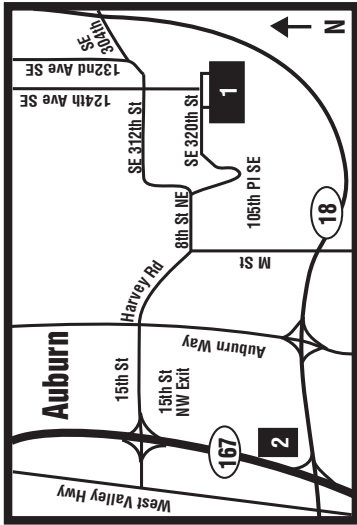 SE
304th
132nd Ave SE
124th Ave SE
SE 312th St
SE 320th St
1
N
105th Pl SE
8th St NE
18
Harvey Rd
M St
Auburn
15th St
15th St
NW Exit
Auburn Way
167
2
West Valley Hwy